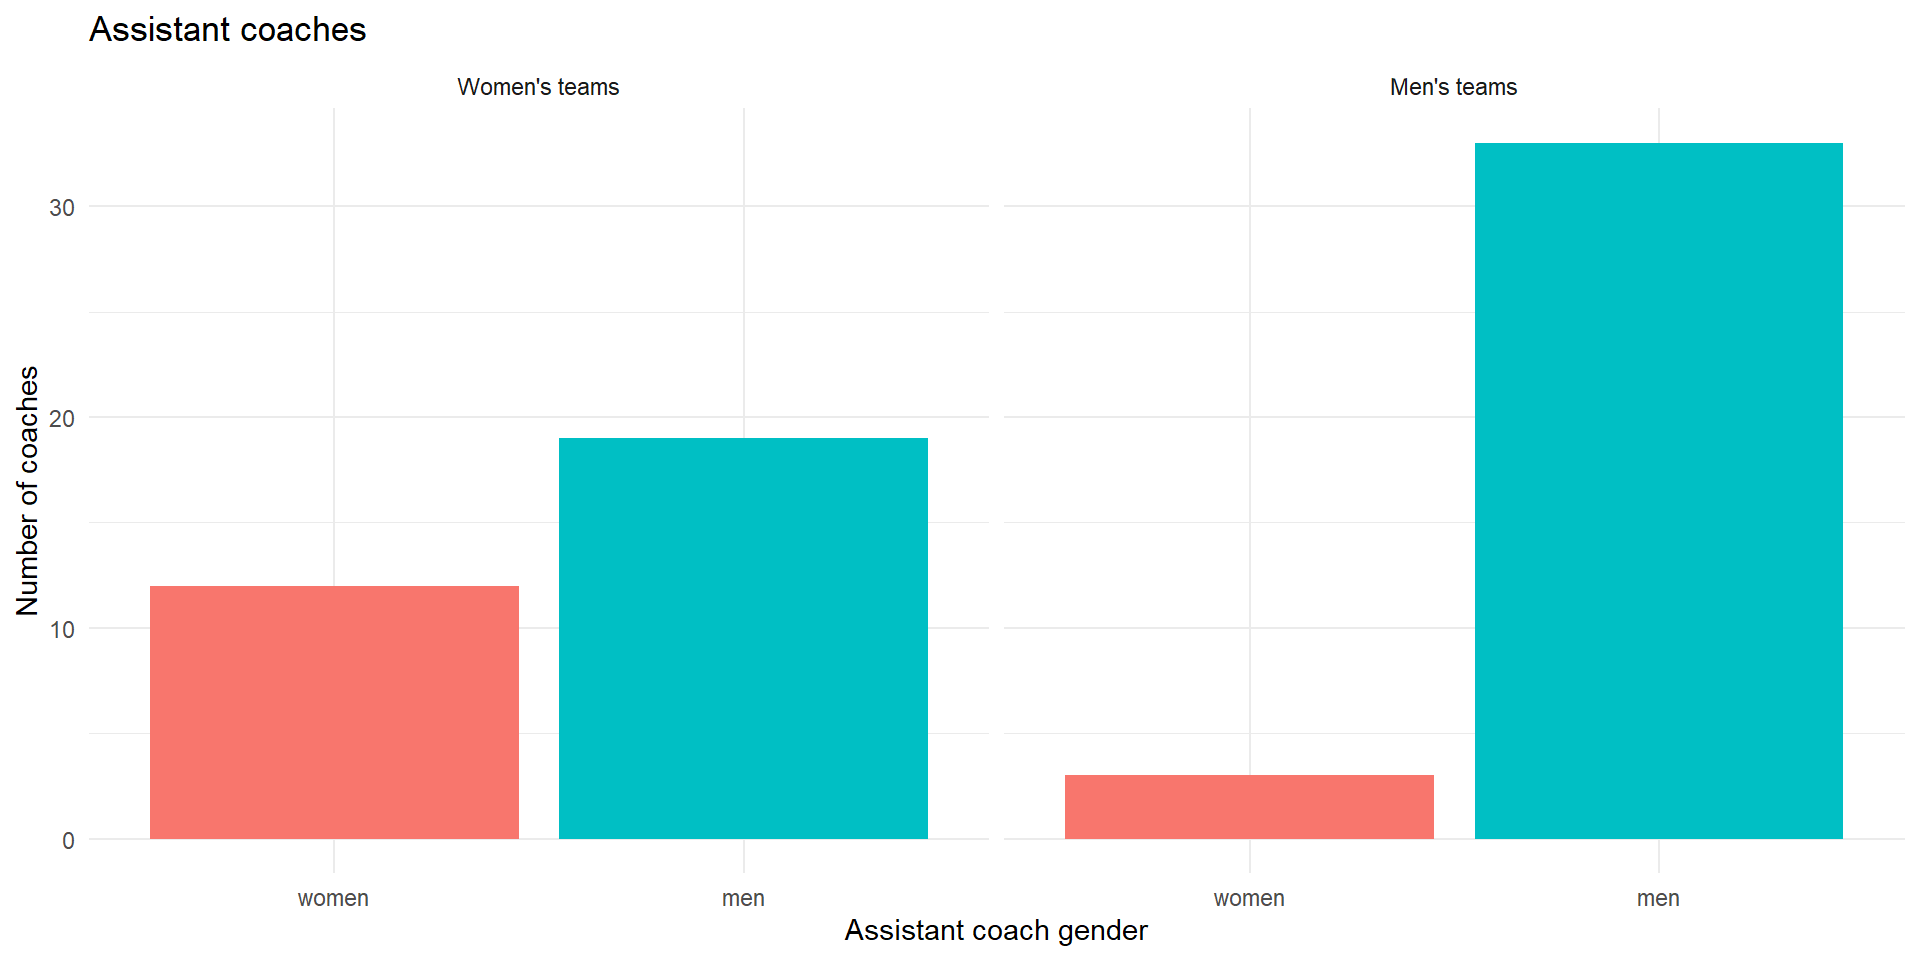 Assistant coaches
Women's teams
Men's teams
Number of coaches
30
20
10
0
women
men
women
men
Assistant coach gender